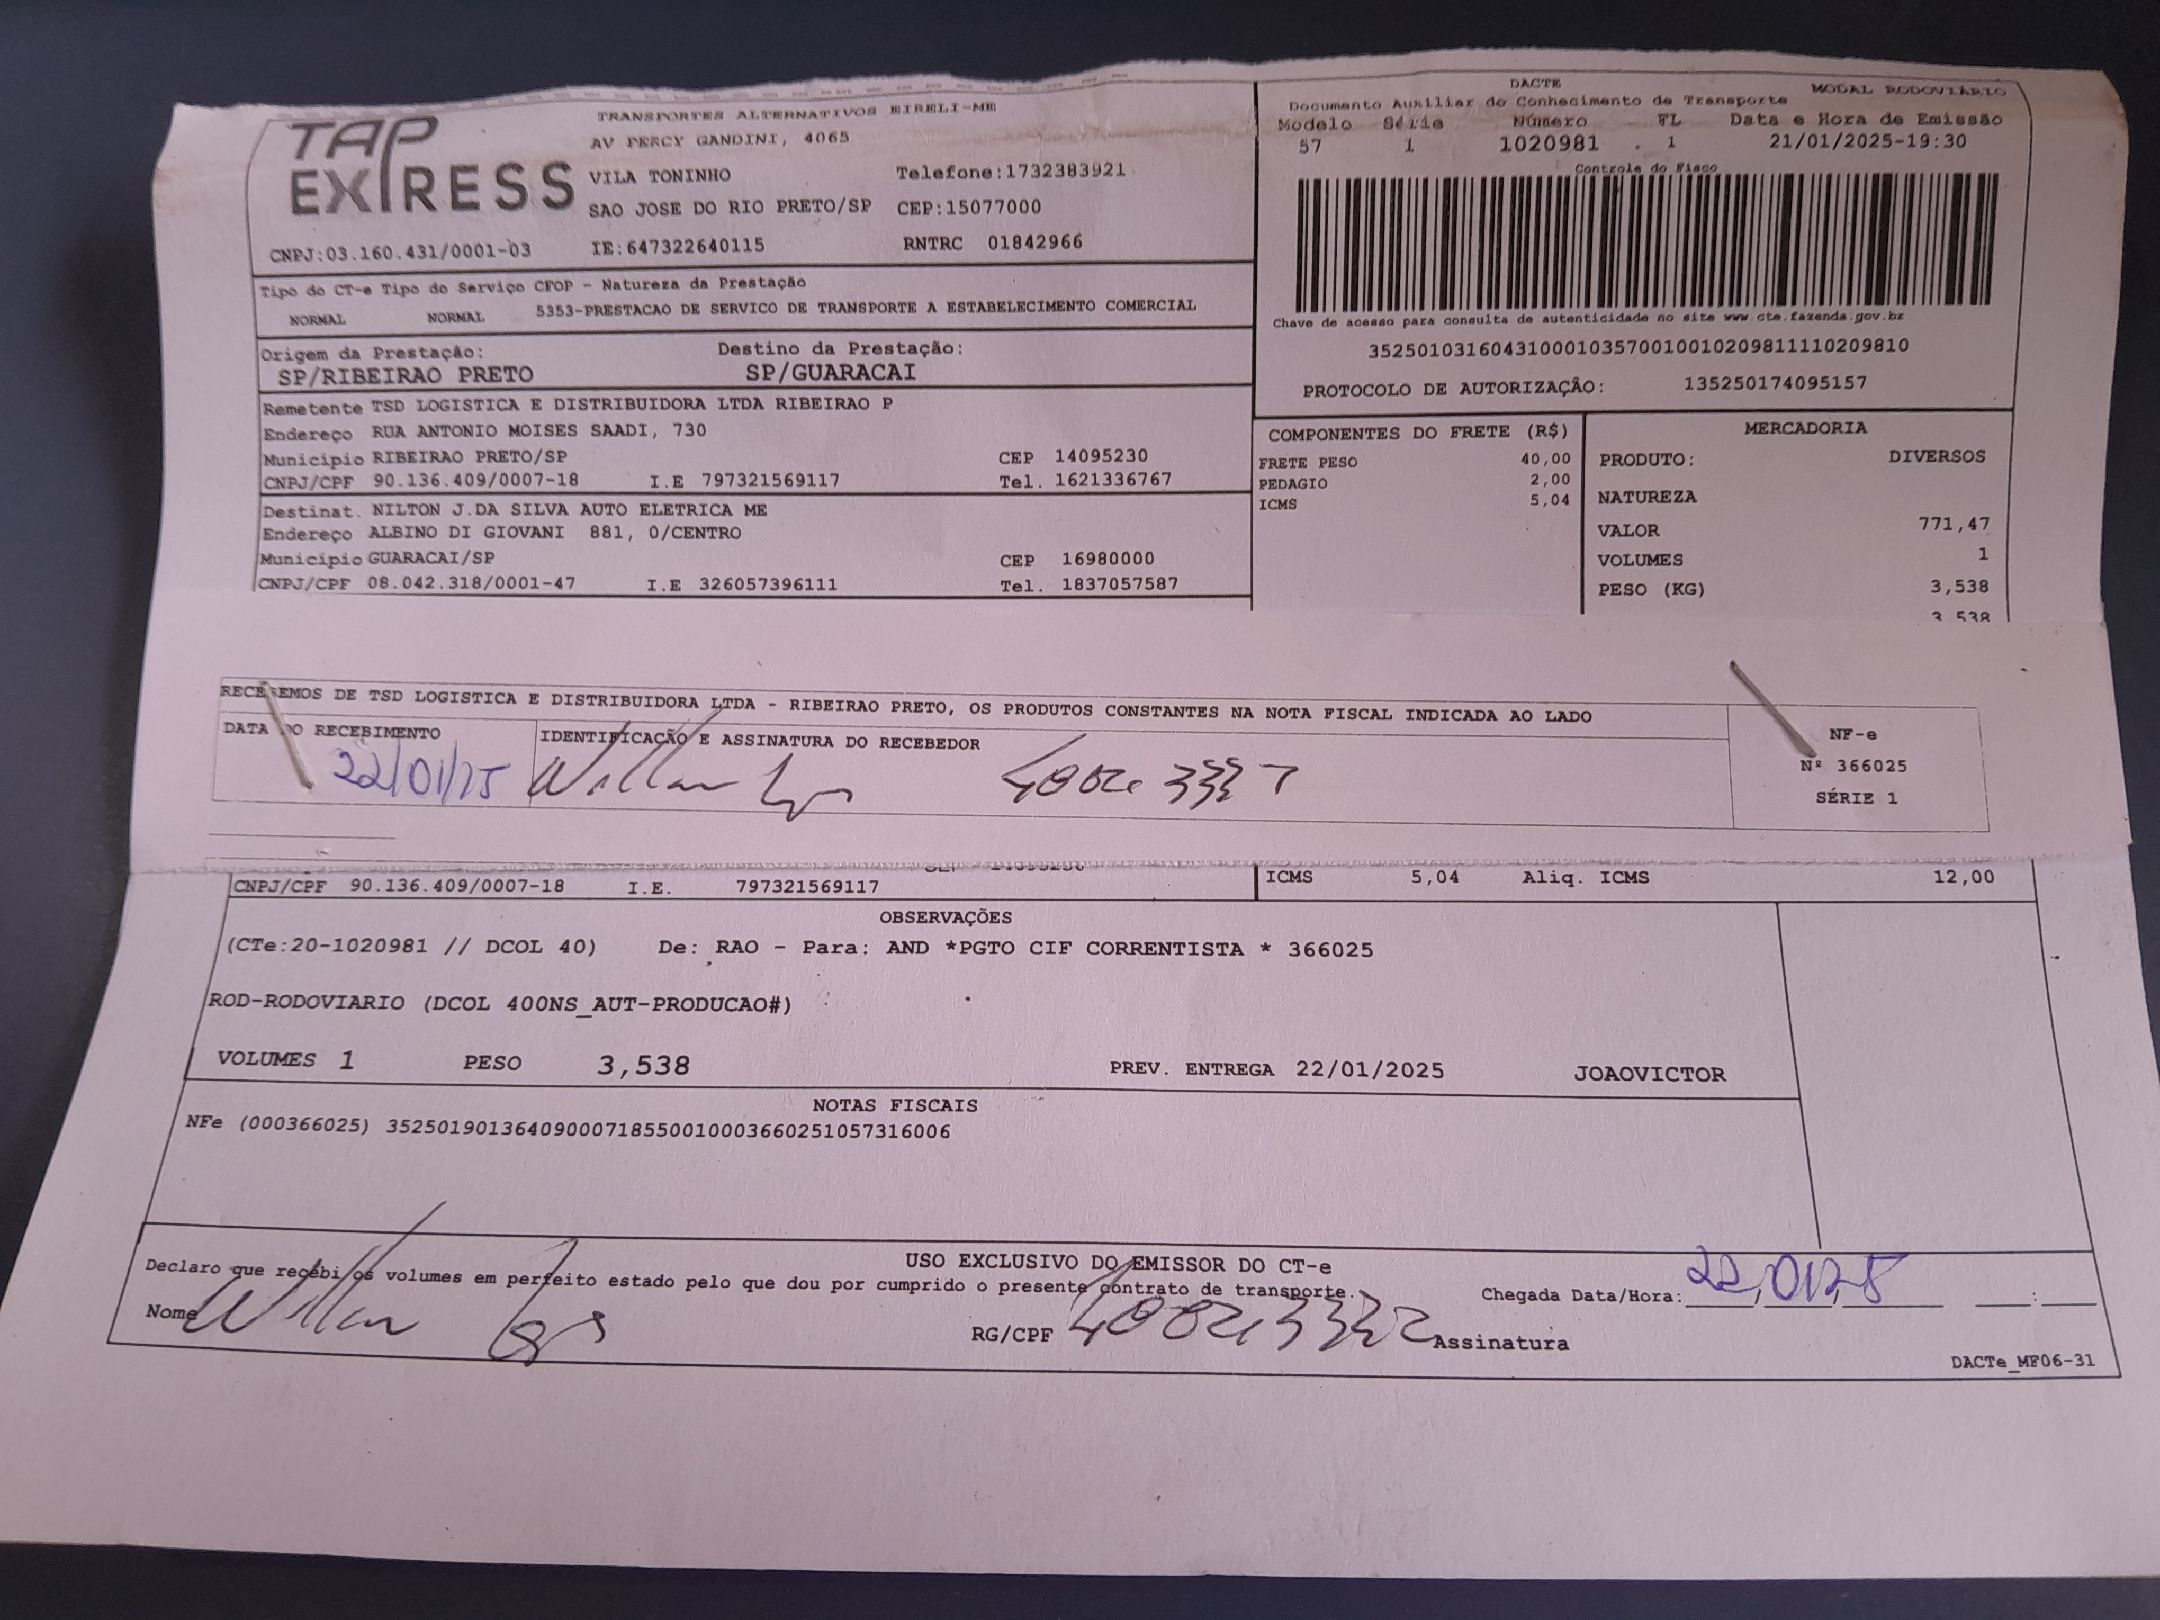 TAP EXPRESS
TRANSPORTES ALTERNATIVOS EIRELI-ME
AV PERCY GANDINI, 4065
VILA TONINHO Telefone:1732383921
SAO JOSE DO RIO PRETO/SP CEP:15077000
CNPJ:03.160.431/0001-03 IE:647322640115 RNTRC 01842966
DACTE MODAL RODOVIÁRIO
Documento Auxiliar do Conhecimento de Transporte
Modelo Série Número FL Data e Hora de Emissão
57 1 1020981 . 1 21/01/2025-19:30
Controle do Fisco
Chave de acesso para consulta de autenticidade no site www.cte.fazenda.gov.br
35250103160431000103570010010209811110209810
PROTOCOLO DE AUTORIZAÇÃO: 135250174095157
Tipo do CT-e Tipo do Serviço CFOP - Natureza da Prestação
NORMAL NORMAL 5353-PRESTACAO DE SERVICO DE TRANSPORTE A ESTABELECIMENTO COMERCIAL
Origem da Prestação: Destino da Prestação:
SP/RIBEIRAO PRETO SP/GUARACAI
Remetente TSD LOGISTICA E DISTRIBUIDORA LTDA RIBEIRAO P
Endereço RUA ANTONIO MOISES SAADI, 730
Município RIBEIRAO PRETO/SP CEP 14095230
CNPJ/CPF 90.136.409/0007-18 I.E 797321569117 Tel. 1621336767
Destinat. NILTON J.DA SILVA AUTO ELETRICA ME
Endereço ALBINO DI GIOVANI 881, 0/CENTRO
Município GUARACAI/SP CEP 16980000
CNPJ/CPF 08.042.318/0001-47 I.E 326057396111 Tel. 1837057587
COMPONENTES DO FRETE (R$)
FRETE PESO 40,00
PEDAGIO 2,00
ICMS 5,04
MERCADORIA
PRODUTO: DIVERSOS
NATUREZA
VALOR 771,47
VOLUMES 1
PESO (KG) 3,538
3,538
RECEBEMOS DE TSD LOGISTICA E DISTRIBUIDORA LTDA - RIBEIRAO PRETO, OS PRODUTOS CONSTANTES NA NOTA FISCAL INDICADA AO LADO
DATA DO RECEBIMENTO IDENTIFICAÇÃO E ASSINATURA DO RECEBEDOR
22/01/25
NF-e
Nº 366025
SÉRIE 1
CNPJ/CPF 90.136.409/0007-18 I.E. 797321569117 ICMS 5,04 Aliq. ICMS 12,00
OBSERVAÇÕES
(CTe:20-1020981 // DCOL 40) De: RAO - Para: AND *PGTO CIF CORRENTISTA * 366025
ROD-RODOVIARIO (DCOL 400NS_AUT-PRODUCAO#)
VOLUMES 1 PESO 3,538 PREV. ENTREGA 22/01/2025 JOAOVICTOR
NOTAS FISCAIS
NFe (000366025) 35250190136409000718550010003660251057316006
USO EXCLUSIVO DO EMISSOR DO CT-e
Declaro que recebi os volumes em perfeito estado pelo que dou por cumprido o presente contrato de transporte.
Chegada Data/Hora: 22/01/25 :
Nome RG/CPF Assinatura
DACTe_MF06-31